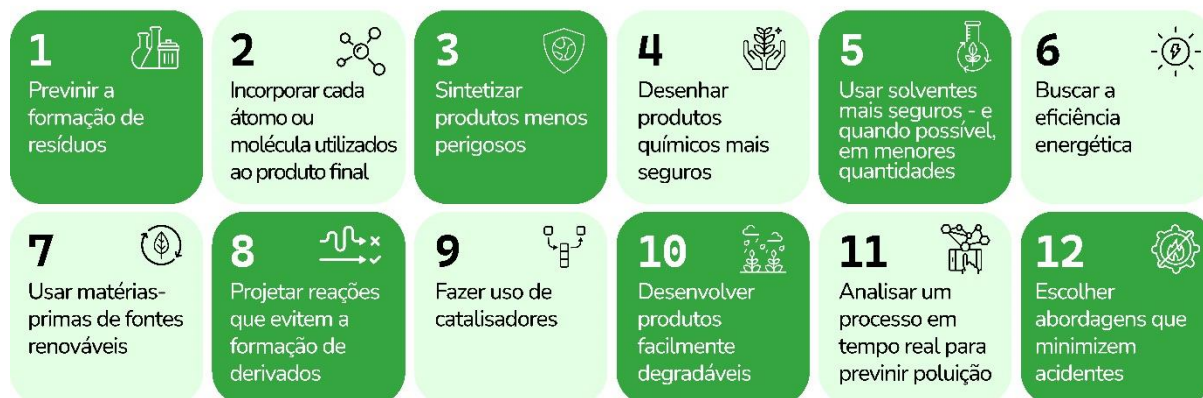 1
Previnir a
formação de
resíduos
2
Incorporar cada
átomo ou
molécula utilizados
ao produto final
3
Sintetizar
produtos menos
perigosos
4
Desenhar
produtos
químicos mais
seguros
5
Usar solventes
mais seguros - e
quando possível,
em menores
quantidades
6
Buscar a
eficiência
energética
7
Usar matérias-
primas de fontes
renováveis
8
Projetar reações
que evitem a
formação de
derivados
9
Fazer uso de
catalisadores
10
Desenvolver
produtos
facilmente
degradáveis
11
Analisar um
processo em
tempo real para
previnir poluição
12
Escolher
abordagens que
minimizem
acidentes